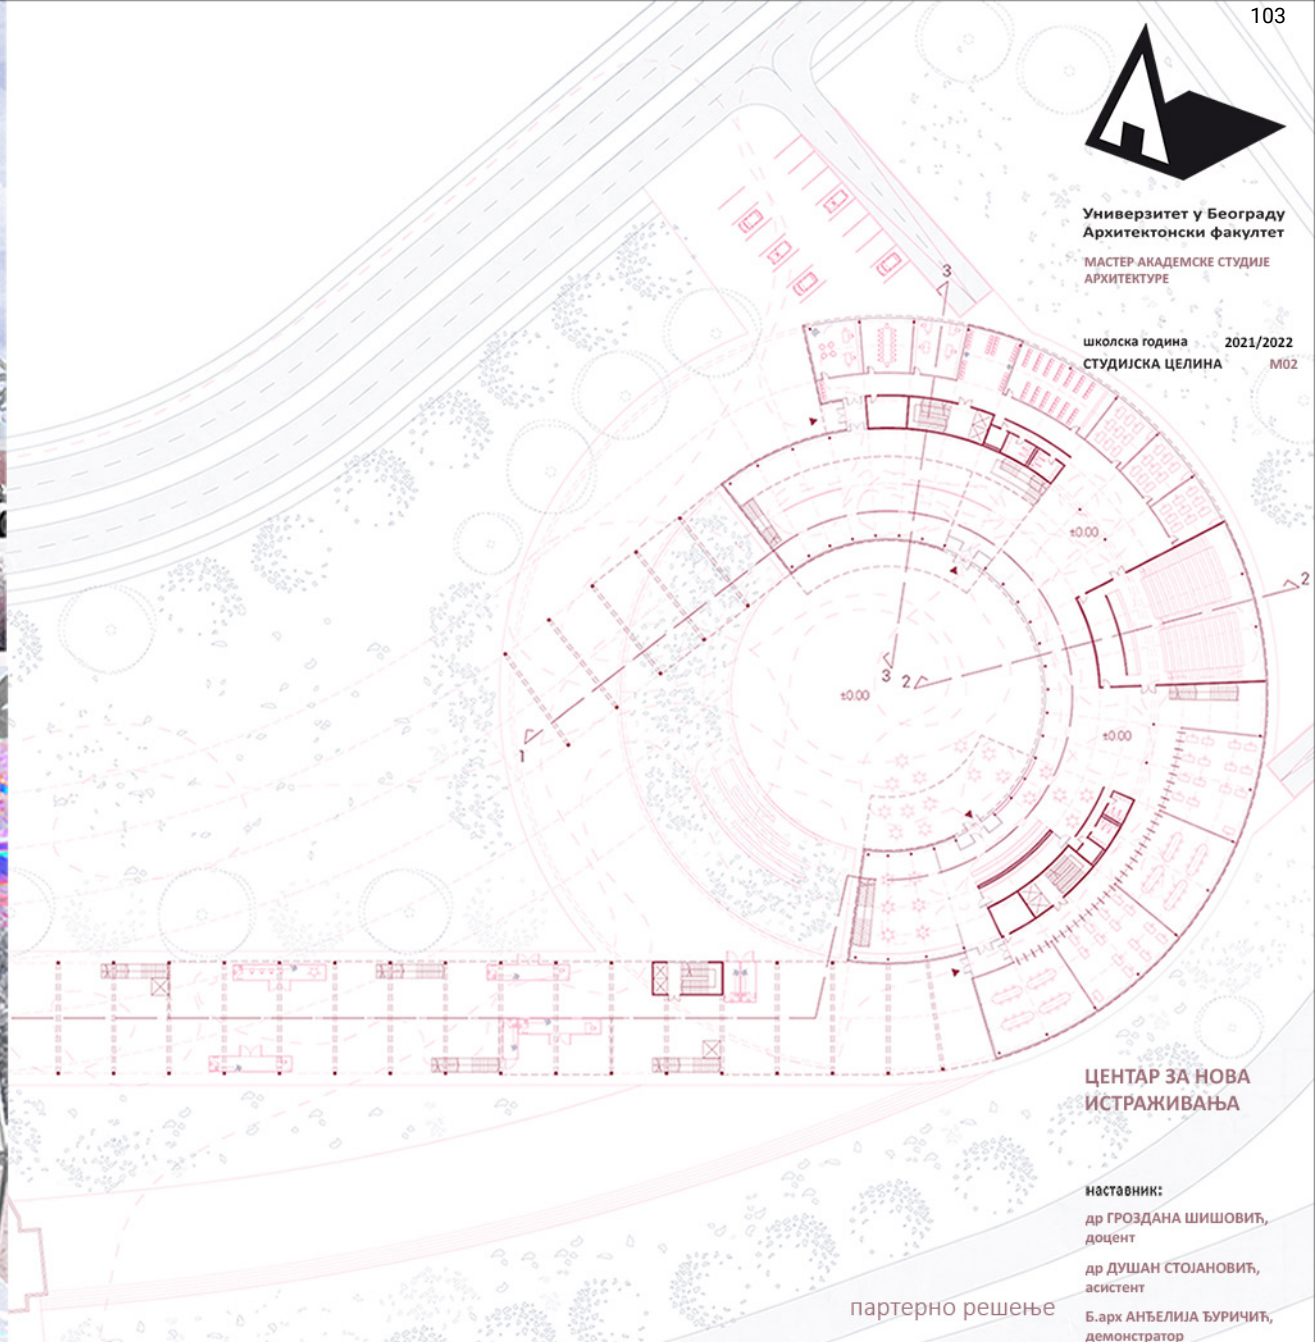 103
Универзитет у Београду
Архитектонски факултет
МАСТЕР АКАДЕМСКЕ СТУДИЈЕ
АРХИТЕКТУРЕ
школска година 2021/2022
СТУДИЈСКА ЦЕЛИНА М02
3
2
±0.00
3 2
±0.00
±0.00
1
ЦЕНТАР ЗА НОВА
ИСТРАЖИВАЊА
наставник:
др ГРОЗДАНА ШИШОВИЋ,
доцент
др ДУШАН СТОЈАНОВИЋ,
асистент
Б.арх АНЂЕЛИЈА ЂУРИЧИЋ,
демонстратор
партерно решење